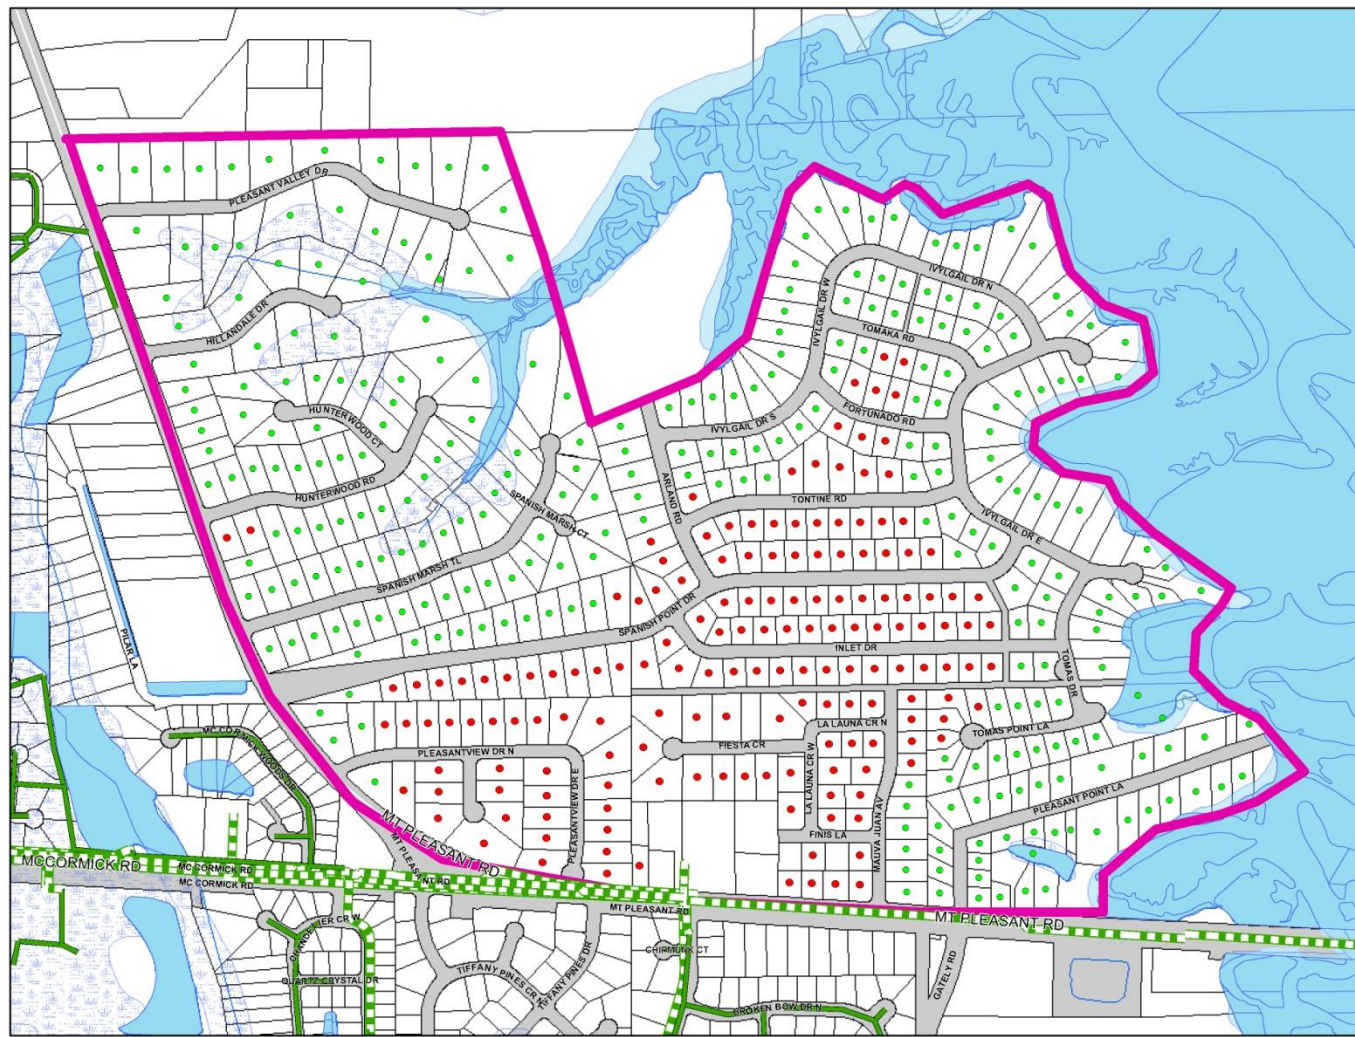 PLEASANT VALLEY DR
HILLANDALE DR
IVYLGAIL DR N
IVYLGAIL DR W
TOMAKA RD
HUNTERWOOD CT
IVYLGAIL DR S
FORTUNADO RD
HUNTERWOOD RD
SPANISH MARSH CT
ARLAND RD
TONTINE RD
IVYLGAIL DR E
SPANISH MARSH TL
SPANISH POINT DR
PILAR LA
INLET DR
TOMAS DR
MC CORMICK WOODS DR
LA LAUNA CR N
TOMAS POINT LA
PLEASANTVIEW DR N
FIESTA CR
LA LAUNA CR W
PLEASANTVIEW DR E
MAUVA JUAN AV
PLEASANT POINT LA
FINIS LA
MT PLEASANT RD
MT PLEASANT RD
MCCORMICK RD
MC CORMICK RD
MC CORMICK RD
MT PLEASANT RD
MT PLEASANT RD
CHANDELIER CR W
CHIPMUNK CT
TIFFANY PINES CR N
TIFFANY PINES DR
GATELY RD
QUARTZ CRYSTAL DR
BROKEN BOW DR N